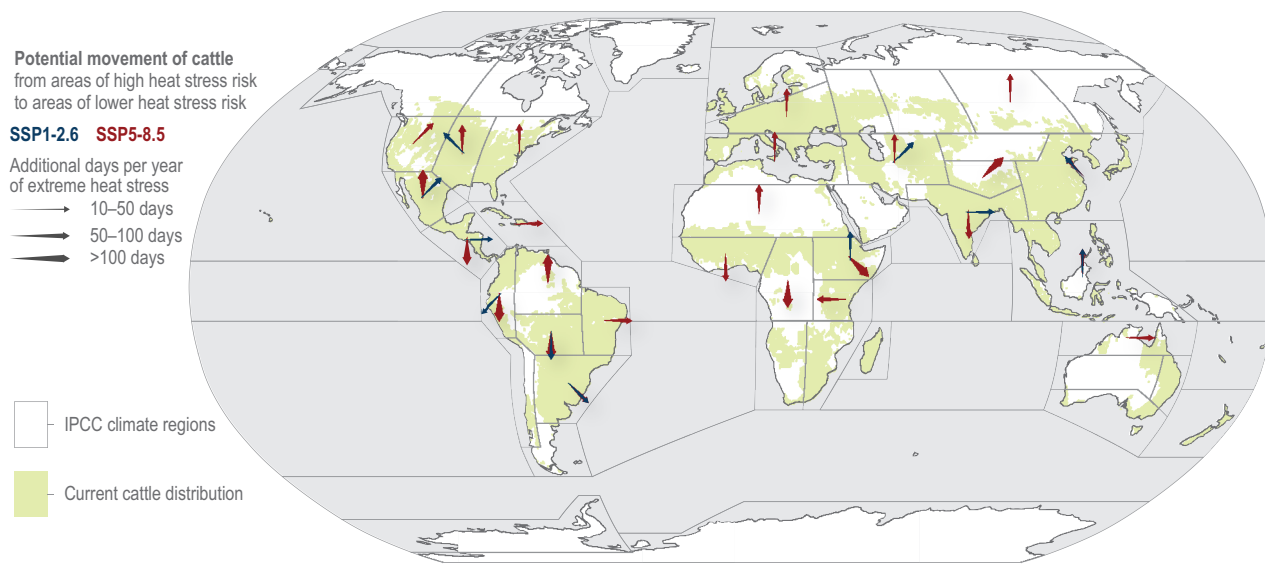 Potential movement of cattle
from areas of high heat stress risk
to areas of lower heat stress risk
SSP1-2.6 SSP5-8.5
Additional days per year
of extreme heat stress
10–50 days
50–100 days
>100 days
IPCC climate regions
Current cattle distribution